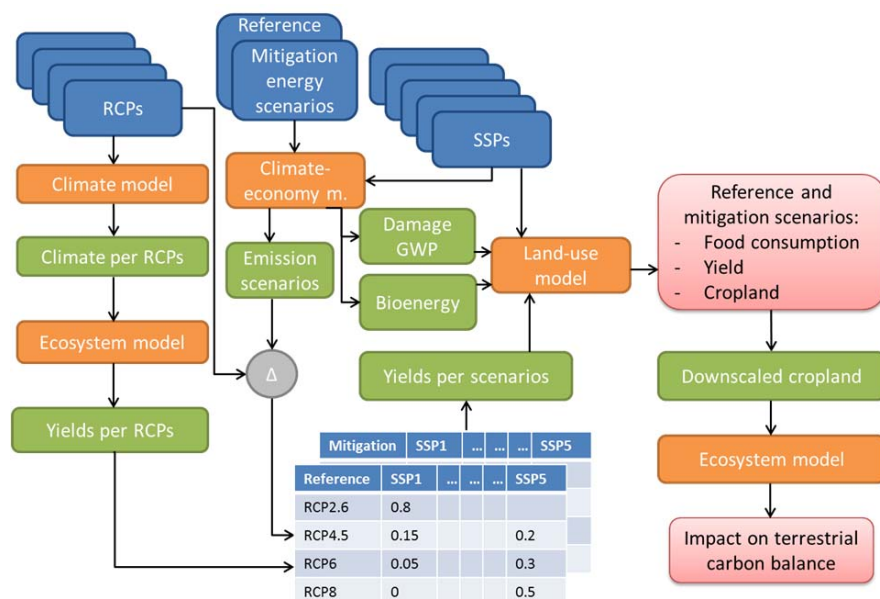 Reference
Mitigation
energy
scenarios
RCPs
SSPs
Climate model
Climate-
economy m.
Climate per RCPs
Emission
scenarios
Damage
GWP
Bioenergy
Land-use
model
Reference and
mitigation scenarios:
- Food consumption
- Yield
- Cropland
Ecosystem model
Δ
Yields per scenarios
Downscaled cropland
Yields per RCPs
Mitigation SSP1 ... ... ... SSP5
Reference SSP1 ... ... ... SSP5
RCP2.6 0.8
RCP4.5 0.15 0.2
RCP6 0.05 0.3
RCP8 0 0.5
Ecosystem model
Impact on terrestrial
carbon balance